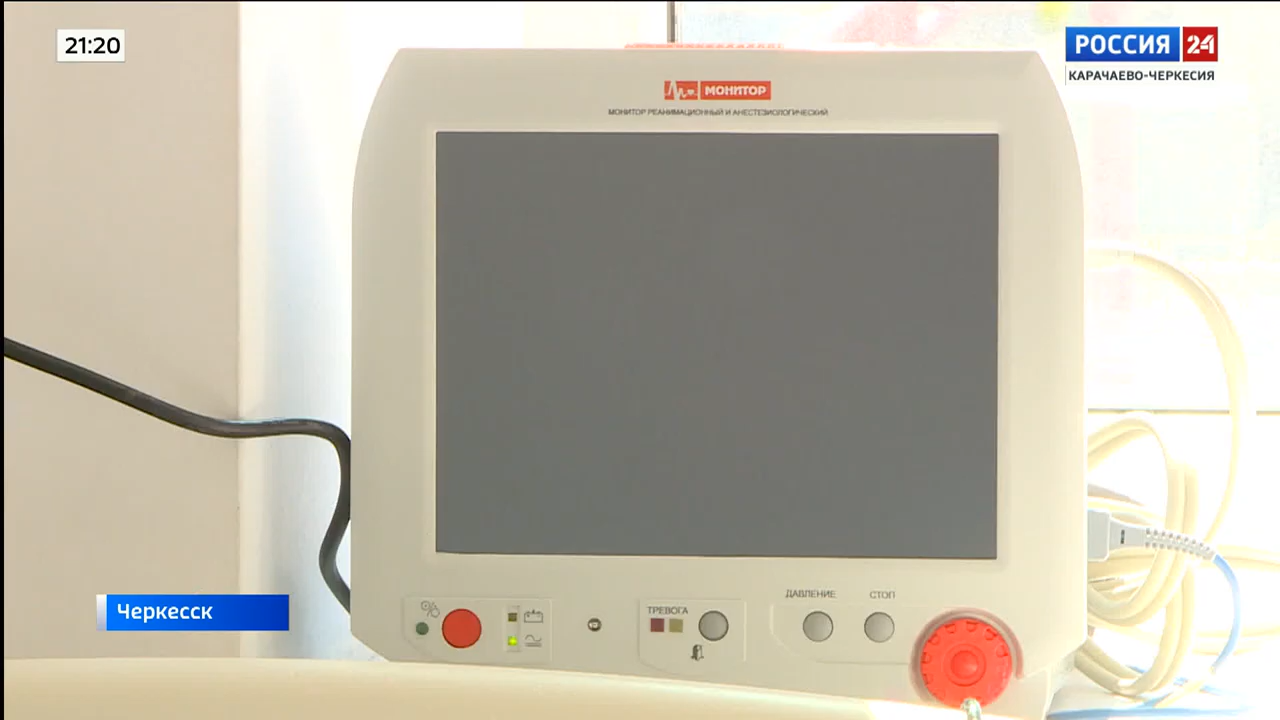 21:20
РОССИЯ 24
КАРАЧАЕВО-ЧЕРКЕСИЯ
МОНИТОР
МОНИТОР РЕАНИМАЦИОННЫЙ И АНЕСТЕЗИОЛОГИЧЕСКИЙ
ДАВЛЕНИЕ СТОП
ТРЕВОГА
Черкесск